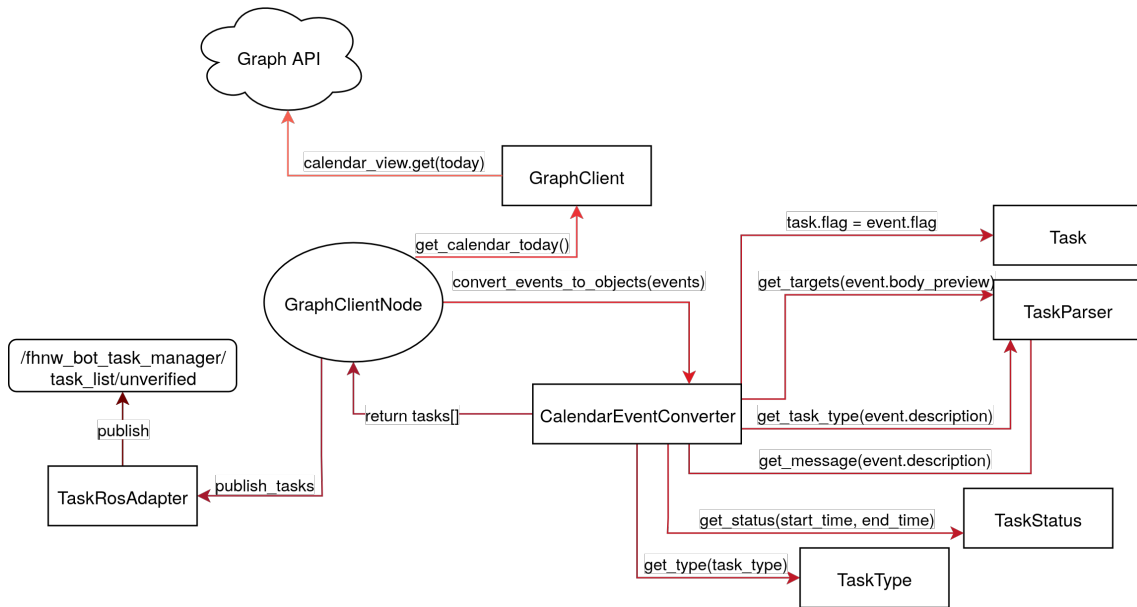 Graph API
calendar_view.get(today)
GraphClient
get_calendar_today()
task.flag = event.flag
Task
convert_events_to_objects(events)
get_targets(event.body_preview)
GraphClientNode
TaskParser
/fhnw_bot_task_manager/
task_list/unverified
return tasks[]
CalendarEventConverter
get_task_type(event.description)
publish
get_message(event.description)
publish_tasks
TaskRosAdapter
get_status(start_time, end_time)
TaskStatus
get_type(task_type)
TaskType